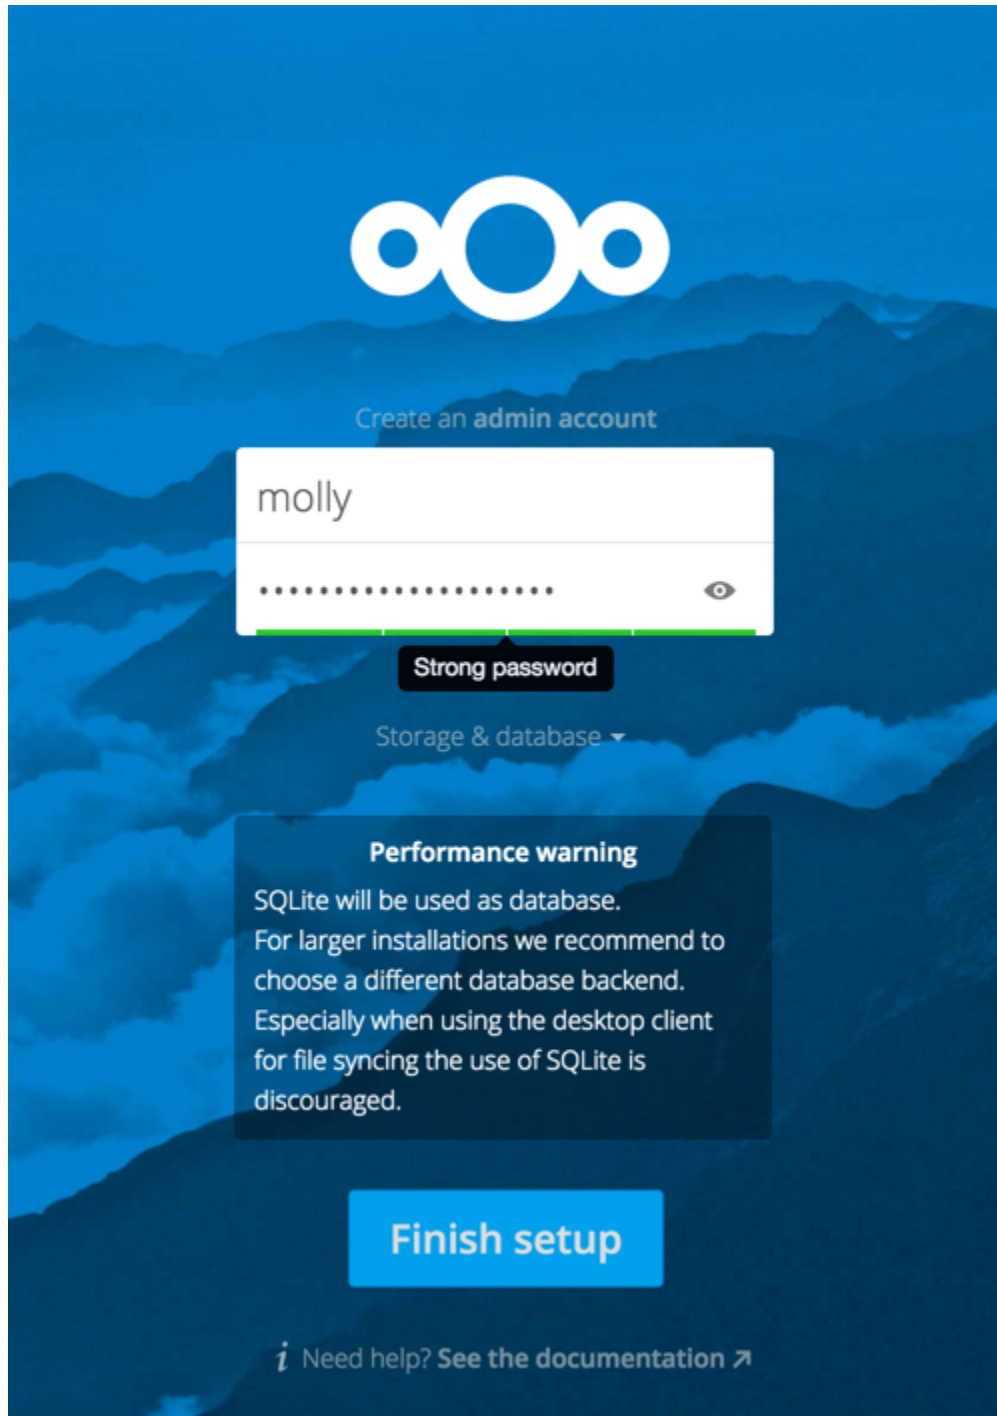 Create an admin account
molly
••••••••••••••••••••
Strong password
Storage & database
Performance warning
SQLite will be used as database.
For larger installations we recommend to
choose a different database backend.
Especially when using the desktop client
for file syncing the use of SQLite is
discouraged.
Finish setup
i Need help? See the documentation ↗